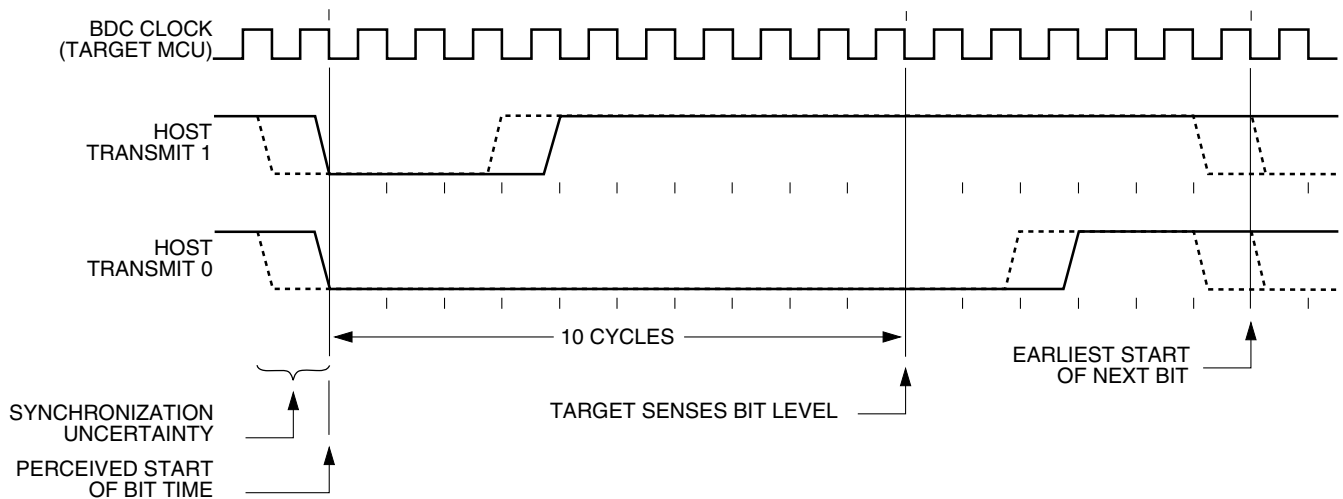 BDC CLOCK
(TARGET MCU)
HOST
TRANSMIT 1
HOST
TRANSMIT 0
10 CYCLES
EARLIEST START
OF NEXT BIT
TARGET SENSES BIT LEVEL
SYNCHRONIZATION
UNCERTAINTY
PERCEIVED START
OF BIT TIME